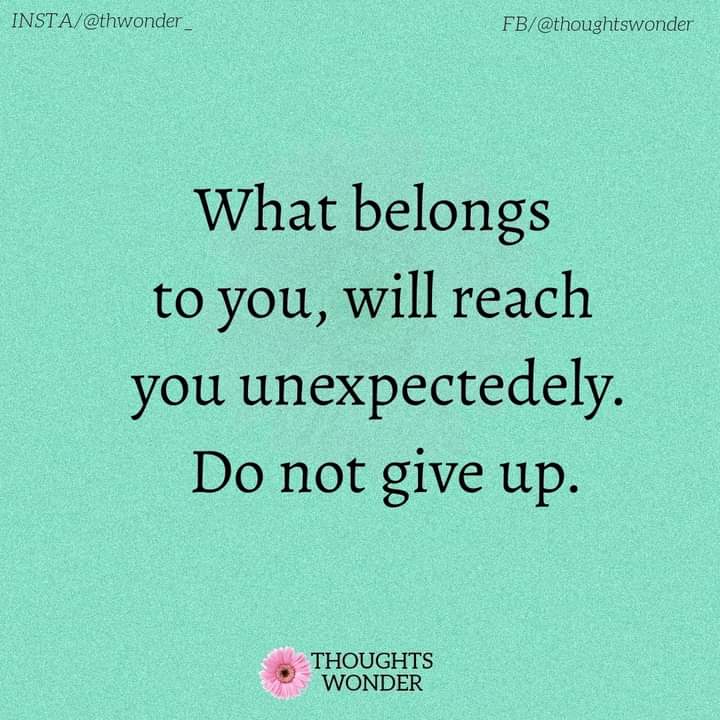 INSTA/@thwonder_
FB/@thoughtswonder
What belongs
to you, will reach
you unexpectedely.
Do not give up.
THOUGHTS
WONDER